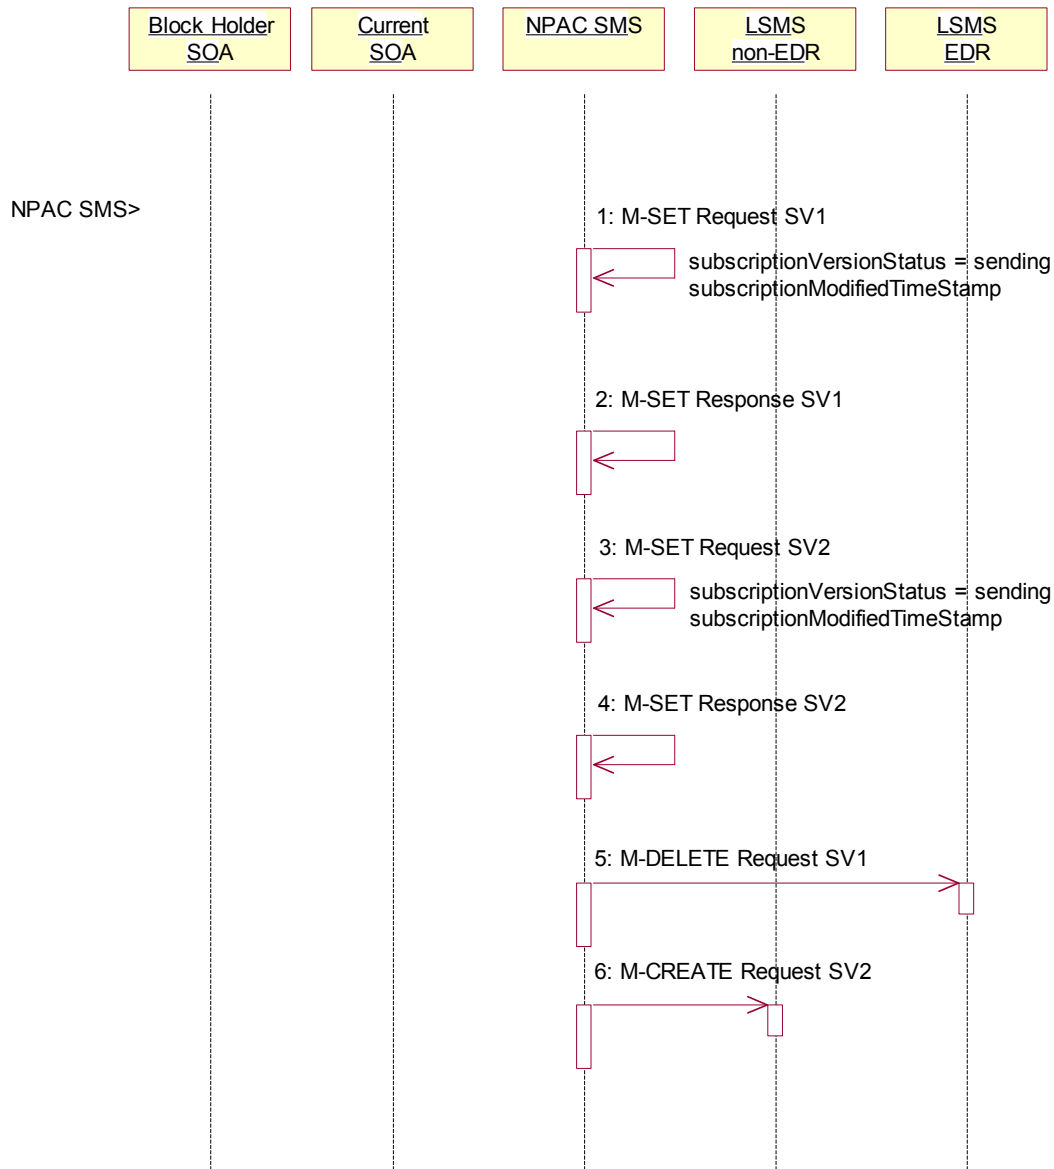 Block Holder
SOA
Current
SOA
NPAC SMS
LSMS
non-EDR
LSMS
EDR
NPAC SMS>
1: M-SET Request SV1
subscriptionVersionStatus = sending
subscriptionModifiedTimeStamp
2: M-SET Response SV1
3: M-SET Request SV2
subscriptionVersionStatus = sending
subscriptionModifiedTimeStamp
4: M-SET Response SV2
5: M-DELETE Request SV1
6: M-CREATE Request SV2